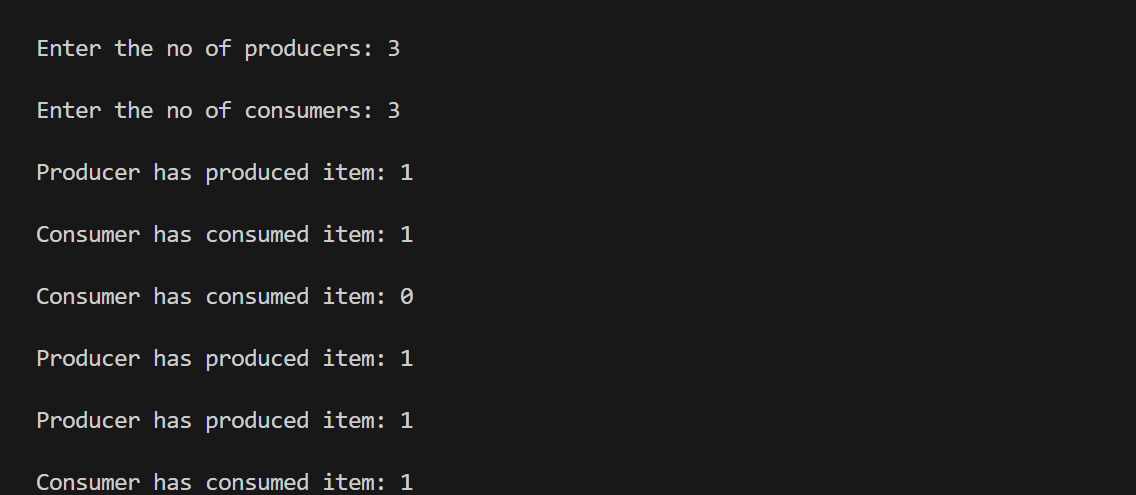 Enter the no of producers: 3
Enter the no of consumers: 3
Producer has produced item: 1
Consumer has consumed item: 1
Consumer has consumed item: 0
Producer has produced item: 1
Producer has produced item: 1
Consumer has consumed item: 1